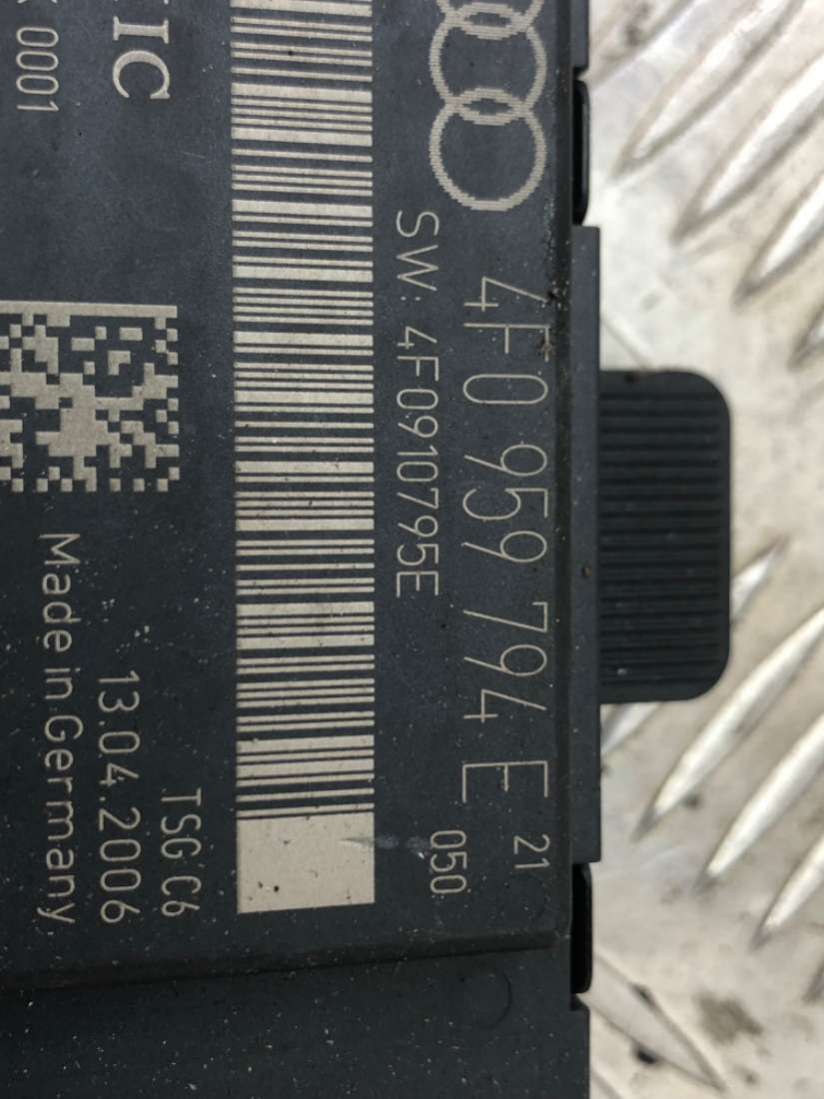 4F0 959 794 E 21
SW: 4F0910795E 050
TSG C6
IC
13.04.2006
0001
Made in Germany